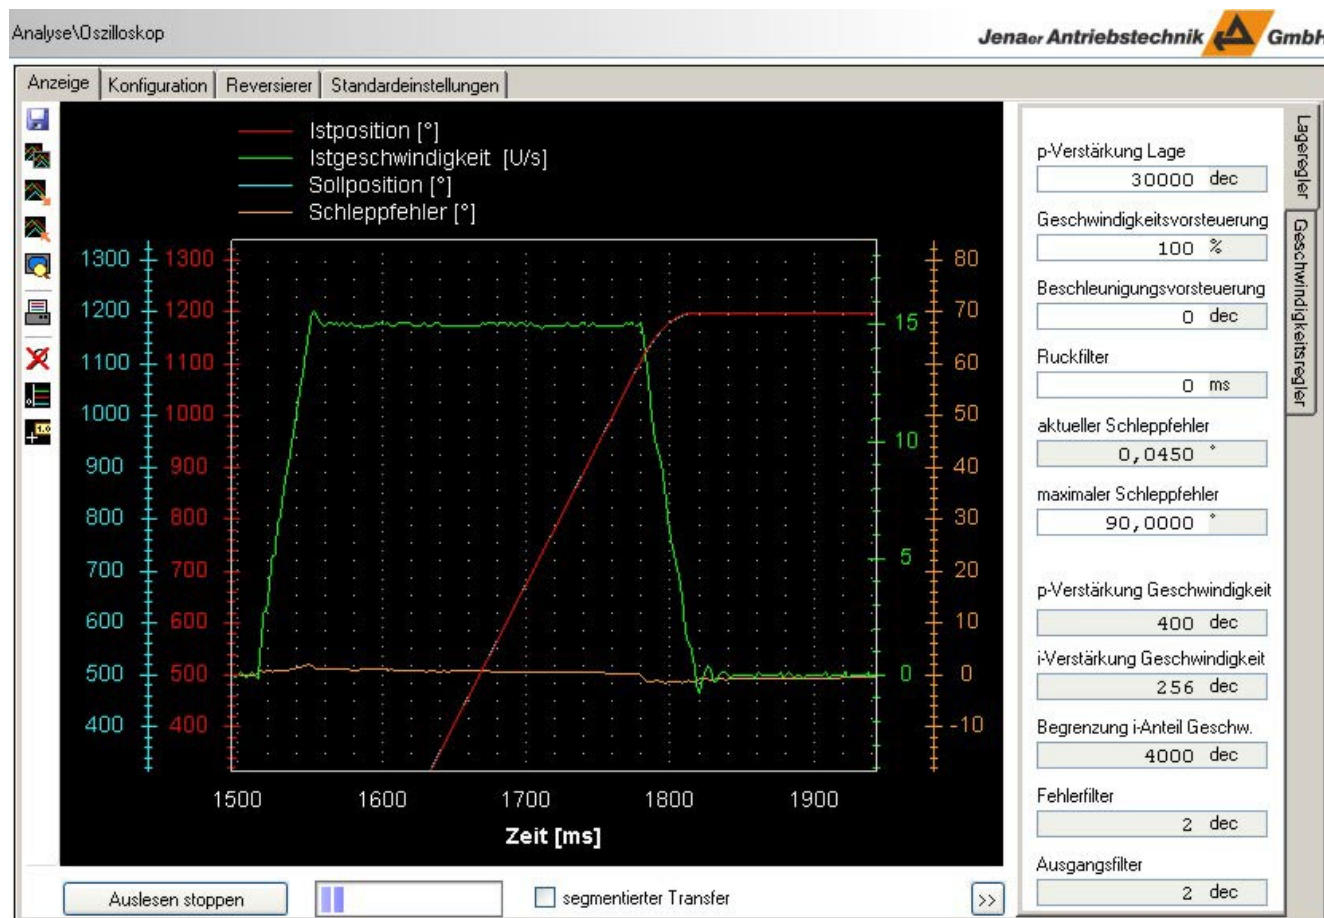 Analyse\Oszilloskop
Jenaer Antriebstechnik GmbH
Anzeige Konfiguration Reversierer Standardeinstellungen
Istposition [°]
Istgeschwindigkeit [U/s]
Sollposition [°]
Schleppfehler [°]
1300 1300 80
1200 1200 15 70
1100 1100 60
1000 1000 10 50
900 900 40
800 800 30
700 700 5 20
600 600 10
500 500 0 0
400 400 -10
1500 1600 1700 1800 1900
Zeit [ms]
Auslesen stoppen
segmentierter Transfer
>>
p-Verstärkung Lage
30000 dec
Geschwindigkeitsvorsteuerung
100 %
Beschleunigungsvorsteuerung
0 dec
Ruckfilter
0 ms
aktueller Schleppfehler
0,0450 °
maximaler Schleppfehler
90,0000 °
p-Verstärkung Geschwindigkeit
400 dec
i-Verstärkung Geschwindigkeit
256 dec
Begrenzung i-Anteil Geschw.
4000 dec
Fehlerfilter
2 dec
Ausgangsfilter
2 dec
Lageregler
Geschwindigkeitsregler